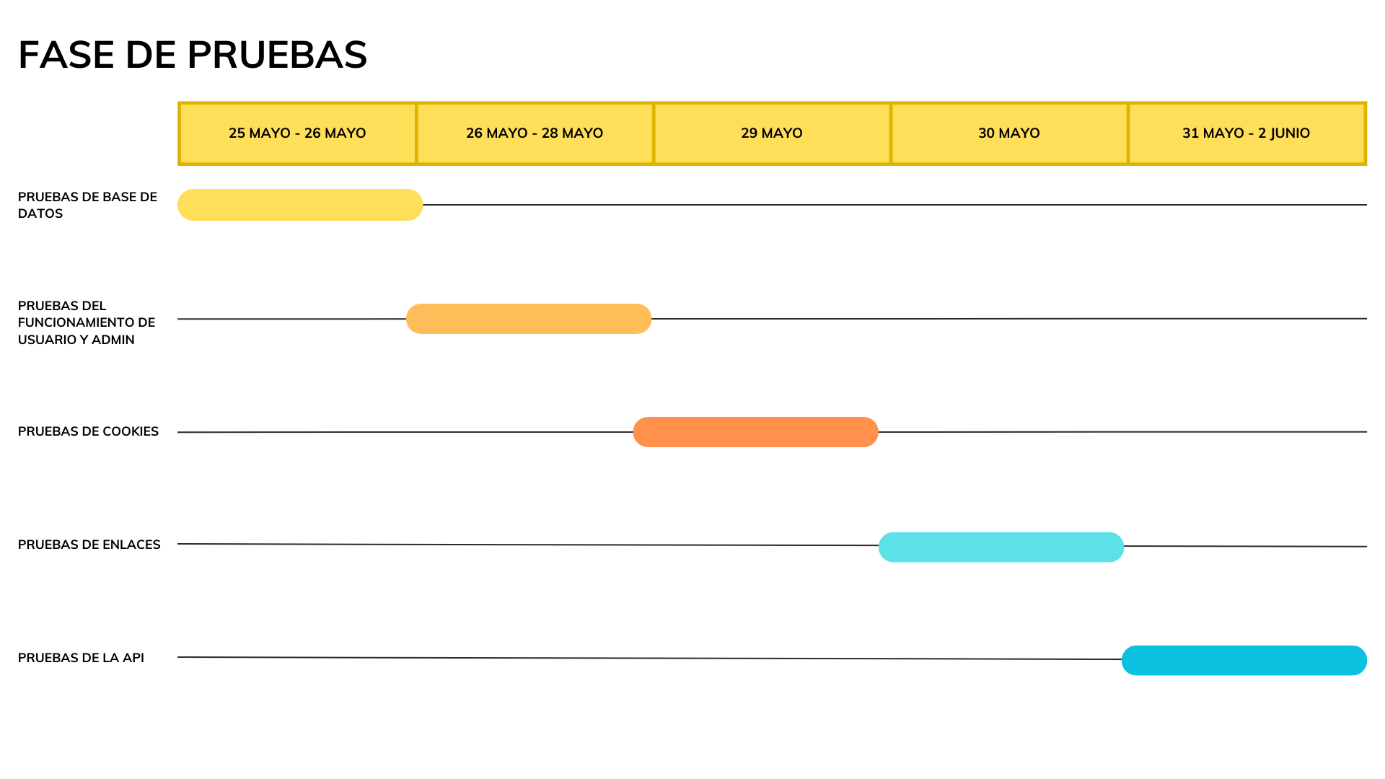 FASE DE PRUEBAS
25 MAYO - 26 MAYO
26 MAYO - 28 MAYO
29 MAYO
30 MAYO
31 MAYO - 2 JUNIO
PRUEBAS DE BASE DE
DATOS
PRUEBAS DEL
FUNCIONAMIENTO DE
USUARIO Y ADMIN
PRUEBAS DE COOKIES
PRUEBAS DE ENLACES
PRUEBAS DE LA API